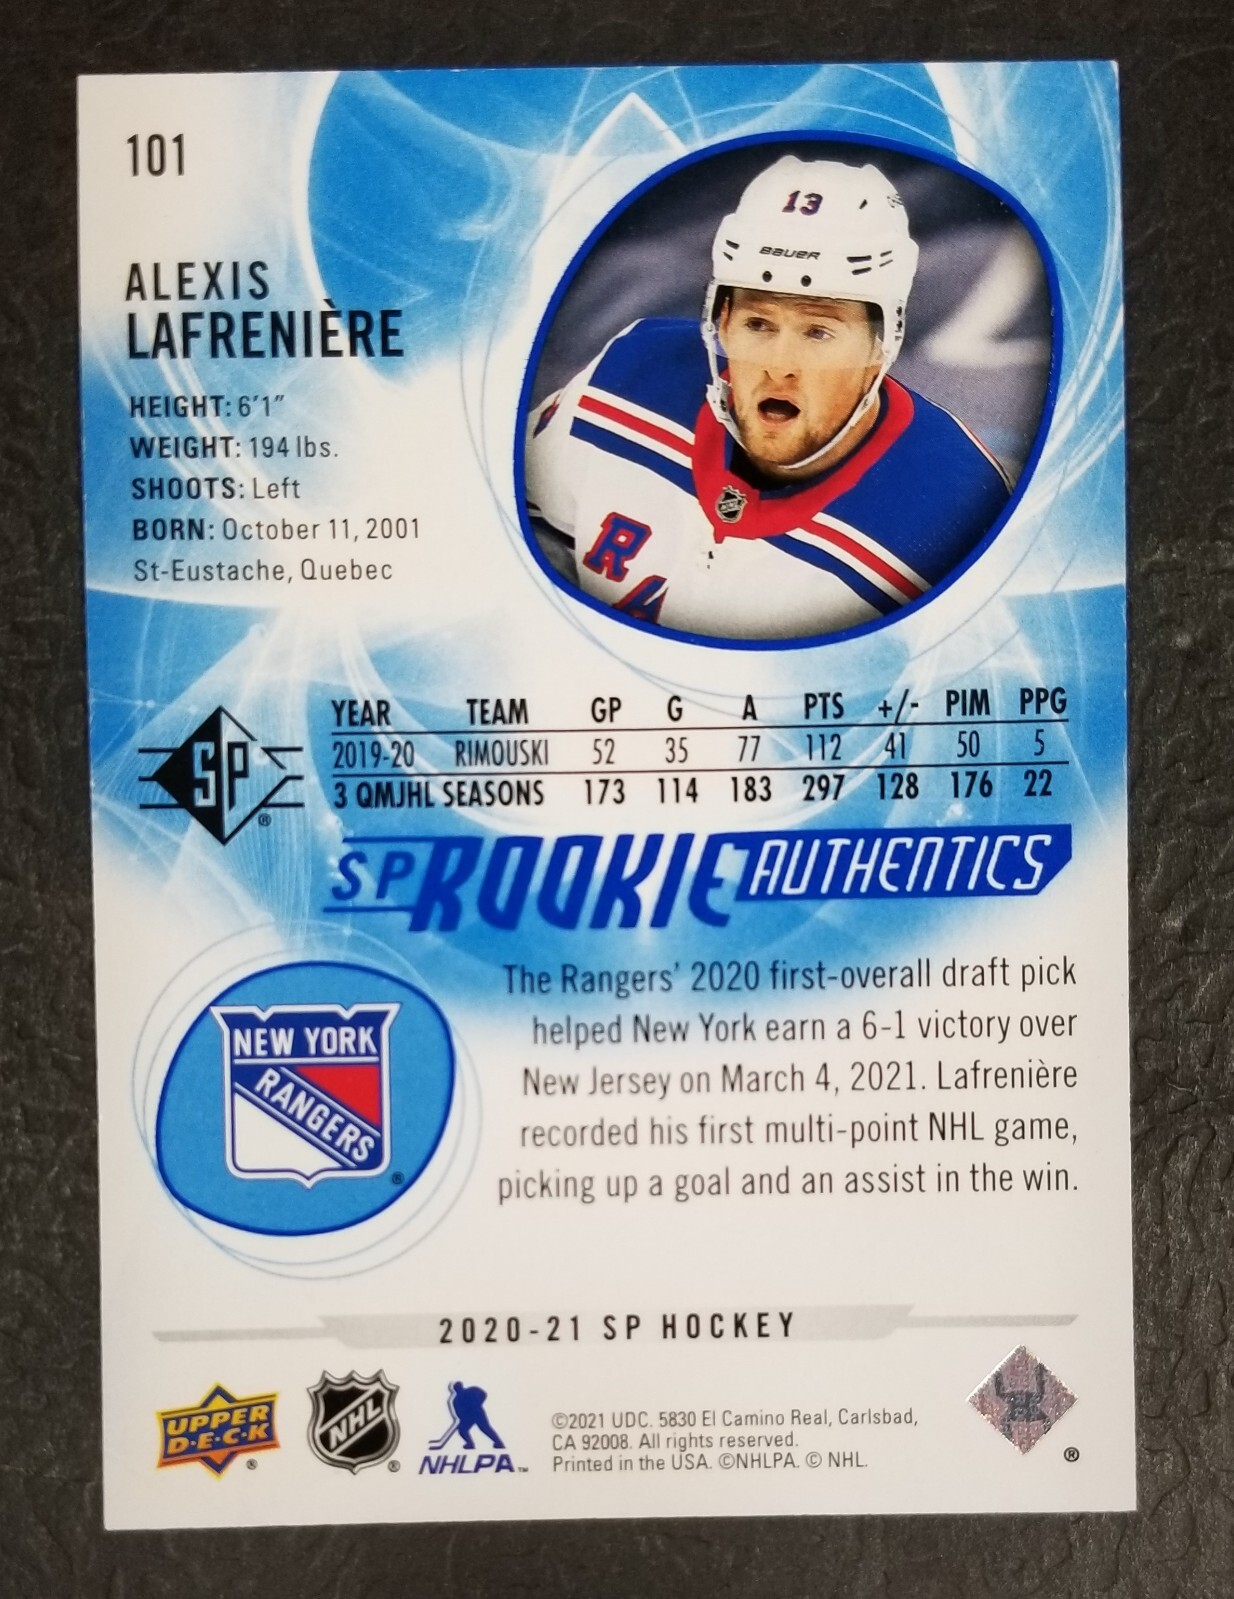 101
ALEXIS
LAFRENIÈRE
HEIGHT: 6'1"
WEIGHT: 194 lbs.
SHOOTS: Left
BORN: October 11, 2001
St-Eustache, Quebec
13
BAUER
NHL
RA
SP®
YEAR TEAM GP G A PTS +/- PIM PPG
2019-20 RIMOUSKI 52 35 77 112 41 50 5
3 QMJHL SEASONS 173 114 183 297 128 176 22
SP ROOKIE AUTHENTICS
NEW YORK
RANGERS
®
The Rangers' 2020 first-overall draft pick
helped New York earn a 6-1 victory over
New Jersey on March 4, 2021. Lafrenière
recorded his first multi-point NHL game,
picking up a goal and an assist in the win.
2020-21 SP HOCKEY
UPPER
D·E·C·K®
NHL®
NHLPA™
©2021 UDC. 5830 El Camino Real, Carlsbad,
CA 92008. All rights reserved.
Printed in the USA. ©NHLPA. © NHL.
®